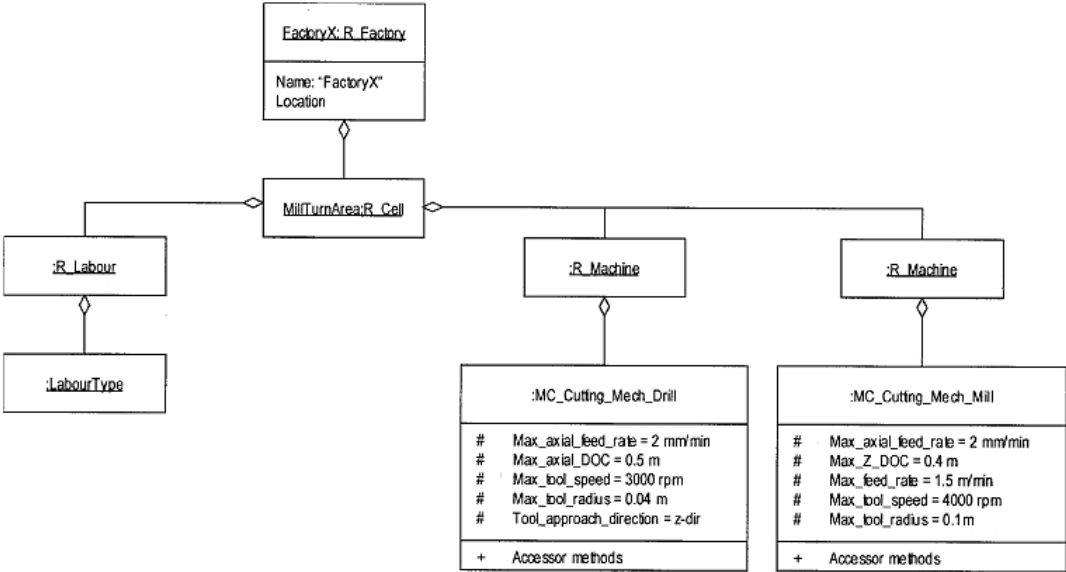 FactoryX: R_Factory
Name: "FactoryX"
Location
MillTurnArea:R_Cell
:R_Labour
:R_Machine
:R_Machine
:LabourType
:MC_Cutting_Mech_Drill
# Max_axial_feed_rate = 2 mm/min
# Max_axial_DOC = 0.5 m
# Max_tool_speed = 3000 rpm
# Max_tool_radius = 0.04 m
# Tool_approach_direction = z-dir
+ Accessor methods
:MC_Cutting_Mech_Mill
# Max_axial_feed_rate = 2 mm/min
# Max_Z_DOC = 0.4 m
# Max_feed_rate = 1.5 m/min
# Max_tool_speed = 4000 rpm
# Max_tool_radius = 0.1m
+ Accessor methods